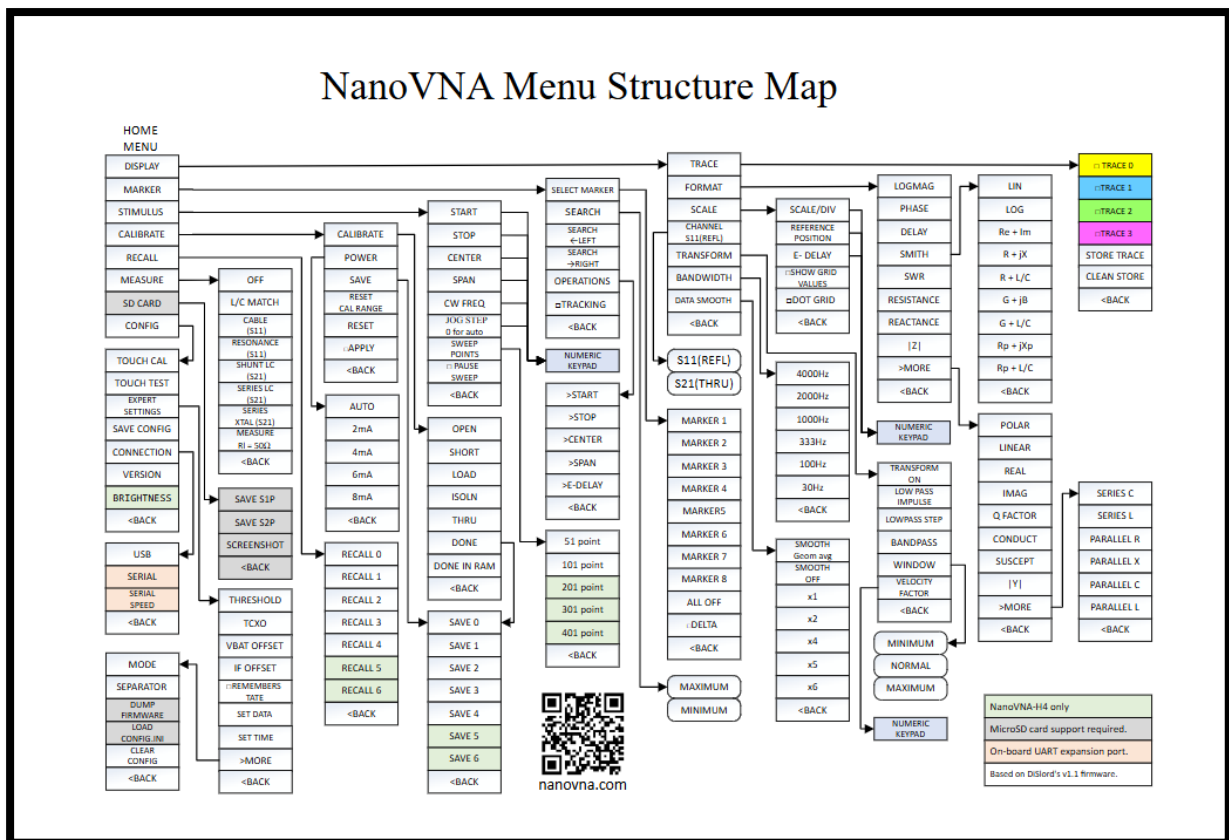 NanoVNA Menu Structure Map
HOME
MENU
DISPLAY
MARKER
STIMULUS
CALIBRATE
RECALL
MEASURE
SD CARD
CONFIG
TOUCH CAL
TOUCH TEST
EXPERT
SETTINGS
SAVE CONFIG
CONNECTION
VERSION
BRIGHTNESS
<BACK
USB
SERIAL
SERIAL
SPEED
<BACK
MODE
SEPARATOR
DUMP
FIRMWARE
LOAD
CONFIG.INI
CLEAR
CONFIG
<BACK
OFF
L/C MATCH
CABLE
(S11)
RESONANCE
(S11)
SHUNT LC
(S21)
SERIES LC
(S21)
SERIES
XTAL (S21)
MEASURE
Rl = 50Ω
<BACK
SAVE S1P
SAVE S2P
SCREENSHOT
<BACK
THRESHOLD
TCXO
VBAT OFFSET
IF OFFSET
□REMEMBERS
TATE
SET DATA
SET TIME
>MORE
<BACK
CALIBRATE
POWER
SAVE
RESET
CAL RANGE
RESET
□APPLY
<BACK
AUTO
2mA
4mA
6mA
8mA
<BACK
RECALL 0
RECALL 1
RECALL 2
RECALL 3
RECALL 4
RECALL 5
RECALL 6
<BACK
START
STOP
CENTER
SPAN
CW FREQ
JOG STEP
0 for auto
SWEEP
POINTS
□ PAUSE
SWEEP
<BACK
OPEN
SHORT
LOAD
ISOLN
THRU
DONE
DONE IN RAM
<BACK
SAVE 0
SAVE 1
SAVE 2
SAVE 3
SAVE 4
SAVE 5
SAVE 6
<BACK
SELECT MARKER
SEARCH
SEARCH
←LEFT
SEARCH
→RIGHT
OPERATIONS
□TRACKING
<BACK
NUMERIC
KEYPAD
>START
>STOP
>CENTER
>SPAN
>E-DELAY
<BACK
51 point
101 point
201 point
301 point
401 point
<BACK
nanovna.com
TRACE
FORMAT
SCALE
CHANNEL
S11(REFL)
TRANSFORM
BANDWIDTH
DATA SMOOTH
<BACK
S11(REFL)
S21(THRU)
MARKER 1
MARKER 2
MARKER 3
MARKER 4
MARKER5
MARKER 6
MARKER 7
MARKER 8
ALL OFF
□DELTA
<BACK
MAXIMUM
MINIMUM
SCALE/DIV
REFERENCE
POSITION
E- DELAY
□SHOW GRID
VALUES
□DOT GRID
<BACK
4000Hz
2000Hz
1000Hz
333Hz
100Hz
30Hz
<BACK
SMOOTH
Geom avg
SMOOTH
OFF
x1
x2
x4
x5
x6
<BACK
LOGMAG
PHASE
DELAY
SMITH
SWR
RESISTANCE
REACTANCE
|Z|
>MORE
<BACK
NUMERIC
KEYPAD
TRANSFORM
ON
LOW PASS
IMPULSE
LOWPASS STEP
BANDPASS
WINDOW
VELOCITY
FACTOR
<BACK
MINIMUM
NORMAL
MAXIMUM
NUMERIC
KEYPAD
LIN
LOG
Re + Im
R + jX
R + L/C
G + jB
G + L/C
Rp + jXp
Rp + L/C
<BACK
POLAR
LINEAR
REAL
IMAG
Q FACTOR
CONDUCT
SUSCEPT
|Y|
>MORE
<BACK
□ TRACE 0
□TRACE 1
□TRACE 2
□TRACE 3
STORE TRACE
CLEAN STORE
<BACK
SERIES C
SERIES L
PARALLEL R
PARALLEL X
PARALLEL C
PARALLEL L
<BACK
NanoVNA-H4 only
MicroSD card support required.
On-board UART expansion port.
Based on DiSlord's v1.1 firmware.